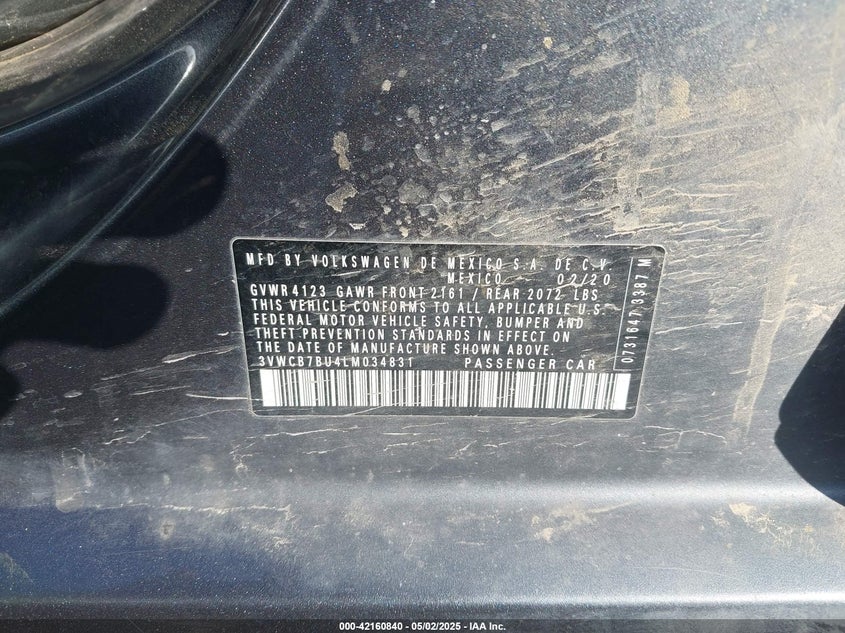 MFD BY VOLKSWAGEN DE MEXICO S.A. DE C.V.
MEXICO 02/20
GVWR 4123 GAWR FRONT 2161 / REAR 2072 LBS
THIS VEHICLE CONFORMS TO ALL APPLICABLE U.S.
FEDERAL MOTOR VEHICLE SAFETY, BUMPER AND
THEFT PREVENTION STANDARDS IN EFFECT ON
THE DATE OF MANUFACTURE SHOWN ABOVE.
3VWCB7BU4LM034831 PASSENGER CAR
0731647 3387 M
000-42160840 - 05/02/2025 - IAA Inc.